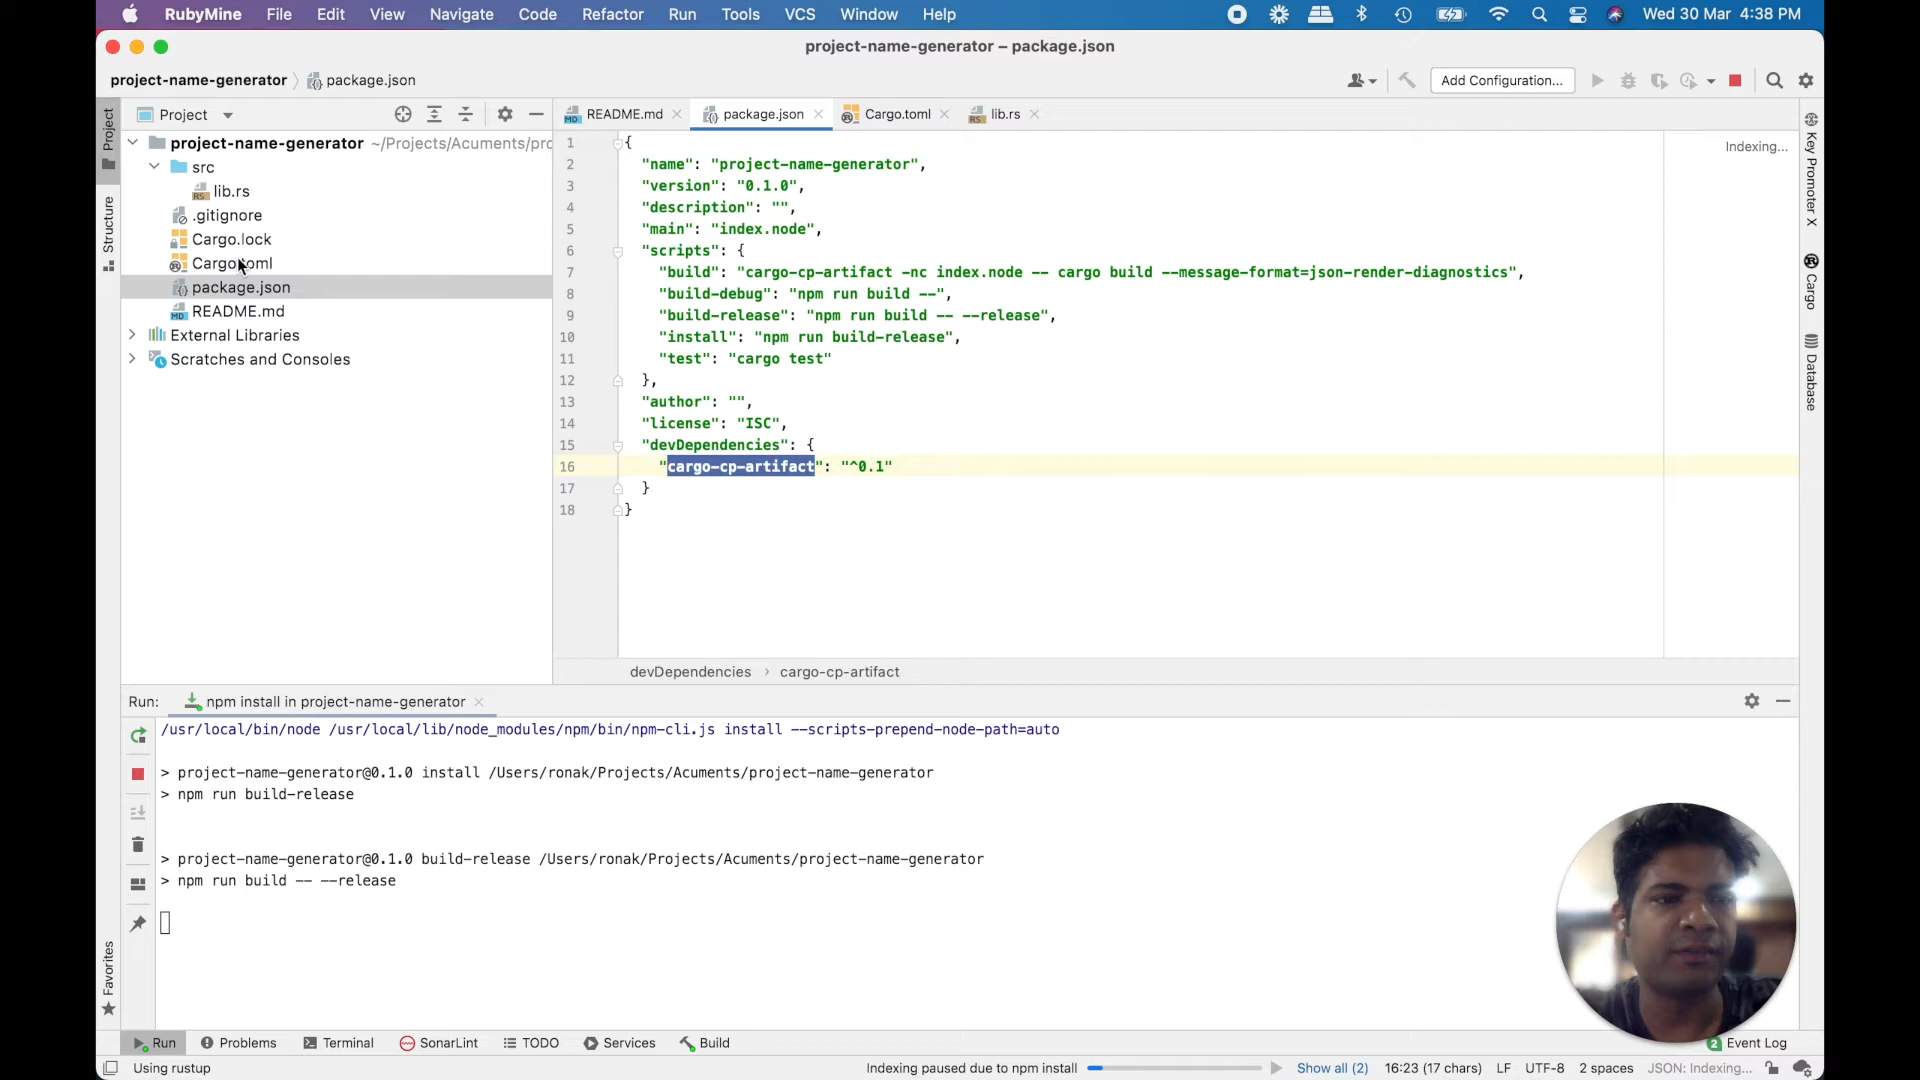 RubyMine File Edit View Navigate Code Refactor Run Tools VCS Window Help Wed 30 Mar 4:38 PM
project-name-generator – package.json
project-name-generator package.json Add Configuration...
Project README.md package.json Cargo.toml lib.rs
Project
Structure
Favorites
project-name-generator ~/Projects/Acuments/pro
src
lib.rs
.gitignore
Cargo.lock
Cargo.toml
package.json
README.md
External Libraries
Scratches and Consoles
Indexing...
1 {
2 "name": "project-name-generator",
3 "version": "0.1.0",
4 "description": "",
5 "main": "index.node",
6 "scripts": {
7 "build": "cargo-cp-artifact -nc index.node -- cargo build --message-format=json-render-diagnostics",
8 "build-debug": "npm run build --",
9 "build-release": "npm run build -- --release",
10 "install": "npm run build-release",
11 "test": "cargo test"
12 },
13 "author": "",
14 "license": "ISC",
15 "devDependencies": {
16 "cargo-cp-artifact": "^0.1"
17 }
18 }
Key Promoter X
Cargo
Database
devDependencies › cargo-cp-artifact
Run: npm install in project-name-generator
/usr/local/bin/node /usr/local/lib/node_modules/npm/bin/npm-cli.js install --scripts-prepend-node-path=auto
> project-name-generator@0.1.0 install /Users/ronak/Projects/Acuments/project-name-generator
> npm run build-release
> project-name-generator@0.1.0 build-release /Users/ronak/Projects/Acuments/project-name-generator
> npm run build -- --release
Run Problems Terminal SonarLint TODO Services Build 2 Event Log
Using rustup Indexing paused due to npm install Show all (2) 16:23 (17 chars) LF UTF-8 2 spaces JSON: Indexing...